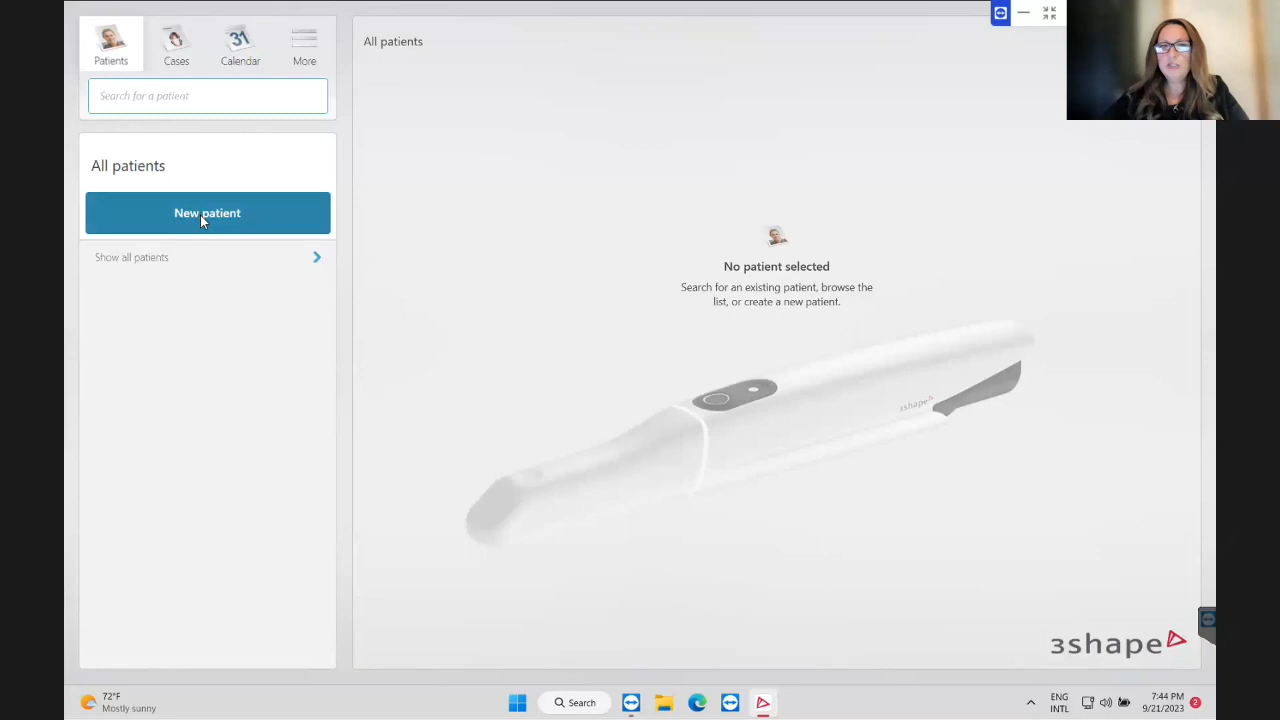 Patients
Cases
31
Calendar
More
Search for a patient
All patients
New patient
Show all patients
All patients
No patient selected
Search for an existing patient, browse the
list, or create a new patient.
3shape
3shape
72°F
Mostly sunny
Search
ENG
INTL
7:44 PM
9/21/2023
2